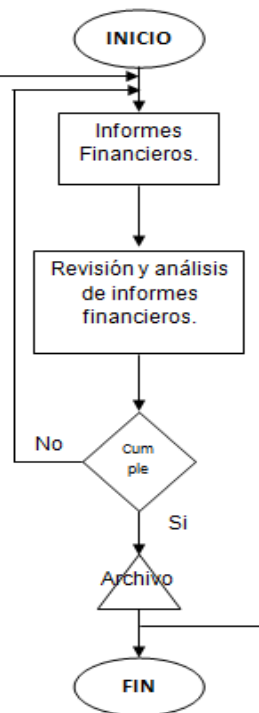 INICIO
Informes
Financieros.
Revisión y análisis
de informes
financieros.
No
Cum
ple
Si
Archivo
FIN